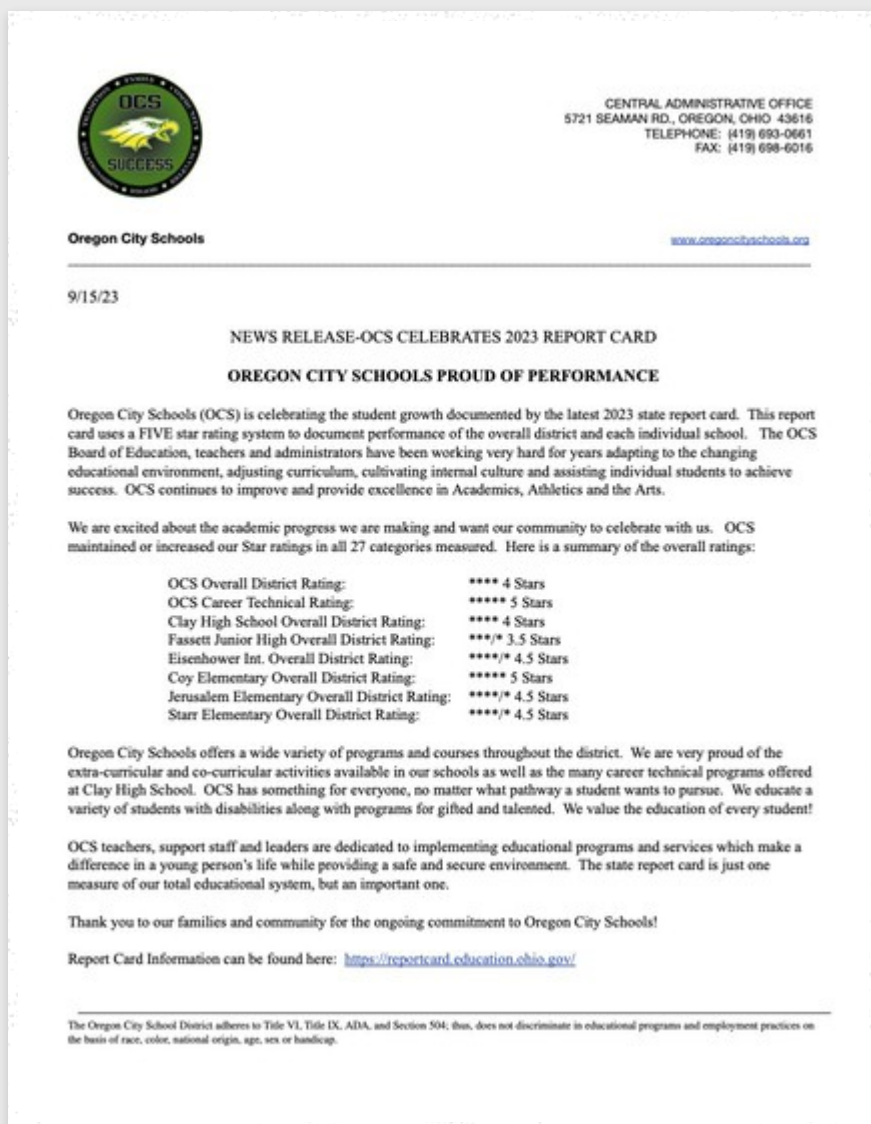 OCS
SUCCESS
CENTRAL ADMINISTRATIVE OFFICE
5721 SEAMAN RD., OREGON, OHIO 43616
TELEPHONE: (419) 693-0661
FAX: (419) 698-6016
Oregon City Schools
www.oregoncityschools.org
9/15/23
NEWS RELEASE-OCS CELEBRATES 2023 REPORT CARD
OREGON CITY SCHOOLS PROUD OF PERFORMANCE
Oregon City Schools (OCS) is celebrating the student growth documented by the latest 2023 state report card. This report
card uses a FIVE star rating system to document performance of the overall district and each individual school. The OCS
Board of Education, teachers and administrators have been working very hard for years adapting to the changing
educational environment, adjusting curriculum, cultivating internal culture and assisting individual students to achieve
success. OCS continues to improve and provide excellence in Academics, Athletics and the Arts.
We are excited about the academic progress we are making and want our community to celebrate with us. OCS
maintained or increased our Star ratings in all 27 categories measured. Here is a summary of the overall ratings:
OCS Overall District Rating: **** 4 Stars
OCS Career Technical Rating: ***** 5 Stars
Clay High School Overall District Rating: **** 4 Stars
Fassett Junior High Overall District Rating: ***/* 3.5 Stars
Eisenhower Int. Overall District Rating: ****/* 4.5 Stars
Coy Elementary Overall District Rating: ***** 5 Stars
Jerusalem Elementary Overall District Rating: ****/* 4.5 Stars
Starr Elementary Overall District Rating: ****/* 4.5 Stars
Oregon City Schools offers a wide variety of programs and courses throughout the district. We are very proud of the
extra-curricular and co-curricular activities available in our schools as well as the many career technical programs offered
at Clay High School. OCS has something for everyone, no matter what pathway a student wants to pursue. We educate a
variety of students with disabilities along with programs for gifted and talented. We value the education of every student!
OCS teachers, support staff and leaders are dedicated to implementing educational programs and services which make a
difference in a young person's life while providing a safe and secure environment. The state report card is just one
measure of our total educational system, but an important one.
Thank you to our families and community for the ongoing commitment to Oregon City Schools!
Report Card Information can be found here: https://reportcard.education.ohio.gov/
The Oregon City School District adheres to Title VI, Title IX, ADA, and Section 504; thus, does not discriminate in educational programs and employment practices on
the basis of race, color, national origin, age, sex or handicap.